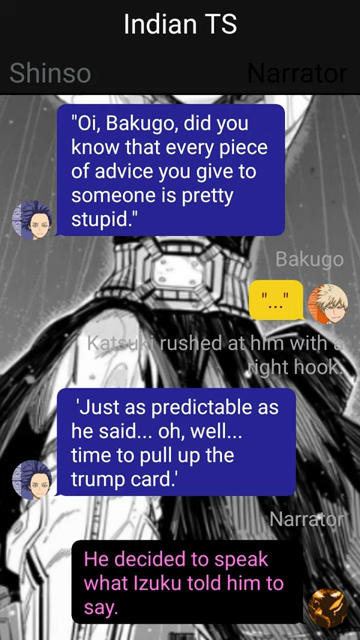 Indian TS
Shinso
Narrator
"Oi, Bakugo, did you
know that every piece
of advice you give to
someone is pretty
stupid."
Bakugo
"..."
Katsuki rushed at him with a
right hook.
'Just as predictable as
he said... oh, well...
time to pull up the
trump card.'
Narrator
He decided to speak
what Izuku told him to
say.